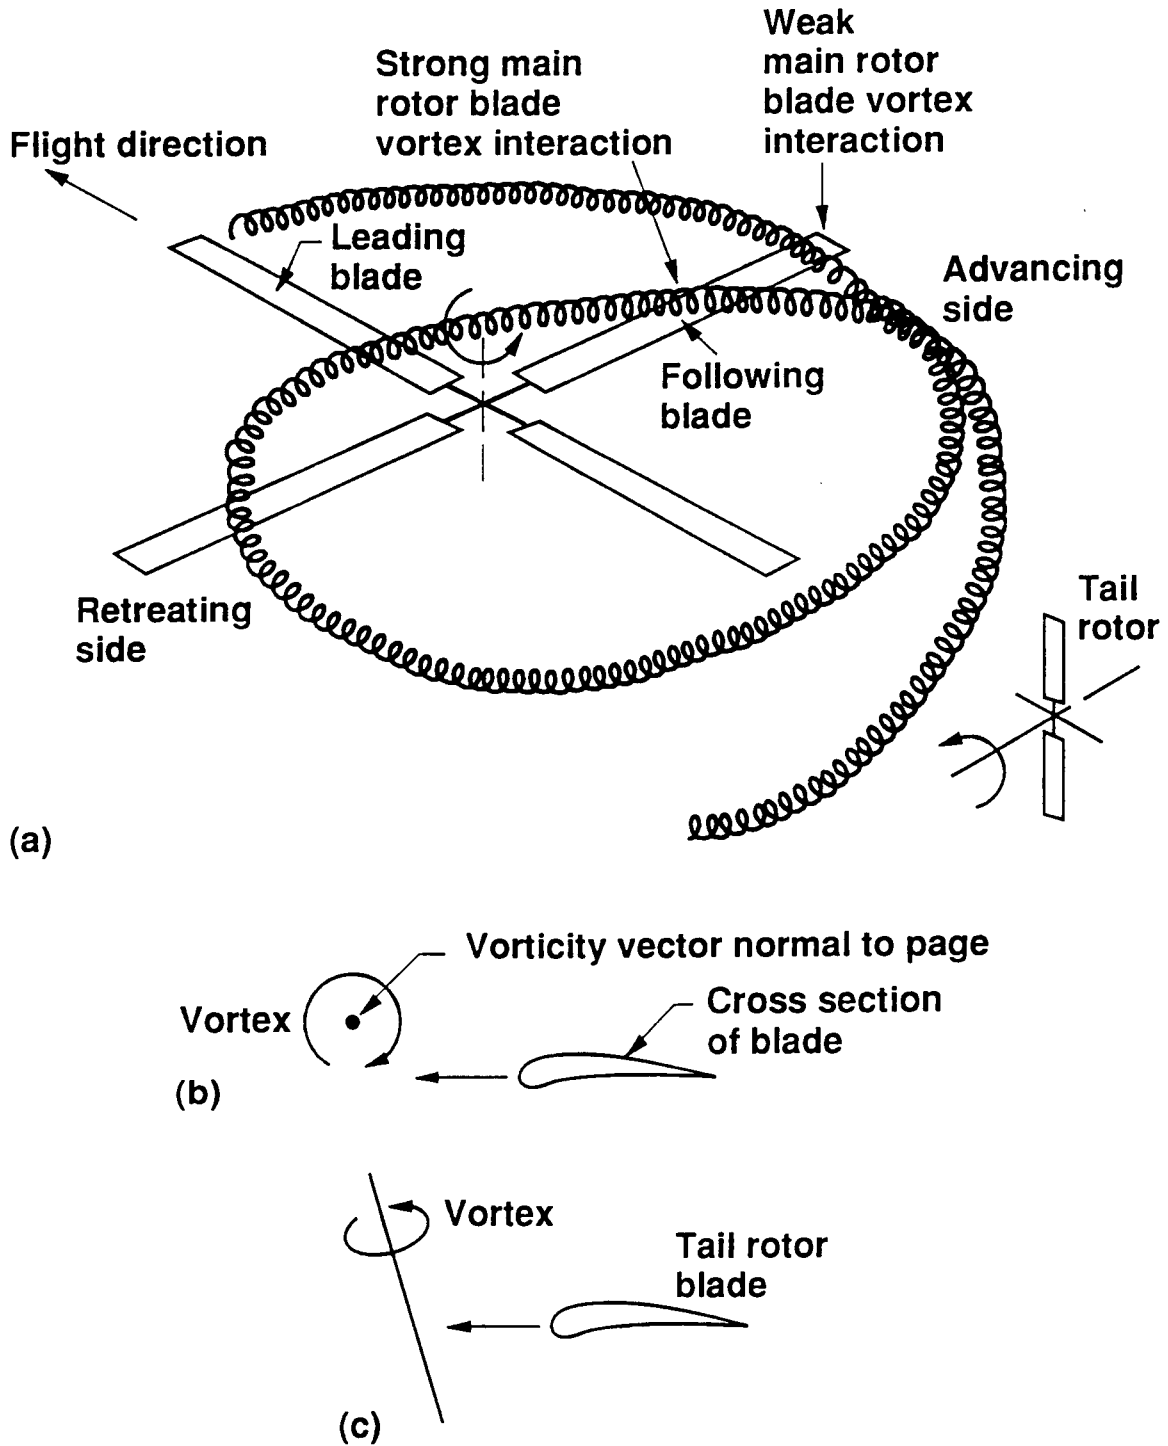 Weak
main rotor
blade vortex
interaction
Strong main
rotor blade
vortex interaction
Flight direction
Leading
blade
Advancing
side
Following
blade
Retreating
side
Tail
rotor
(a)
Vorticity vector normal to page
Vortex
Cross section
of blade
(b)
Vortex
Tail rotor
blade
(c)